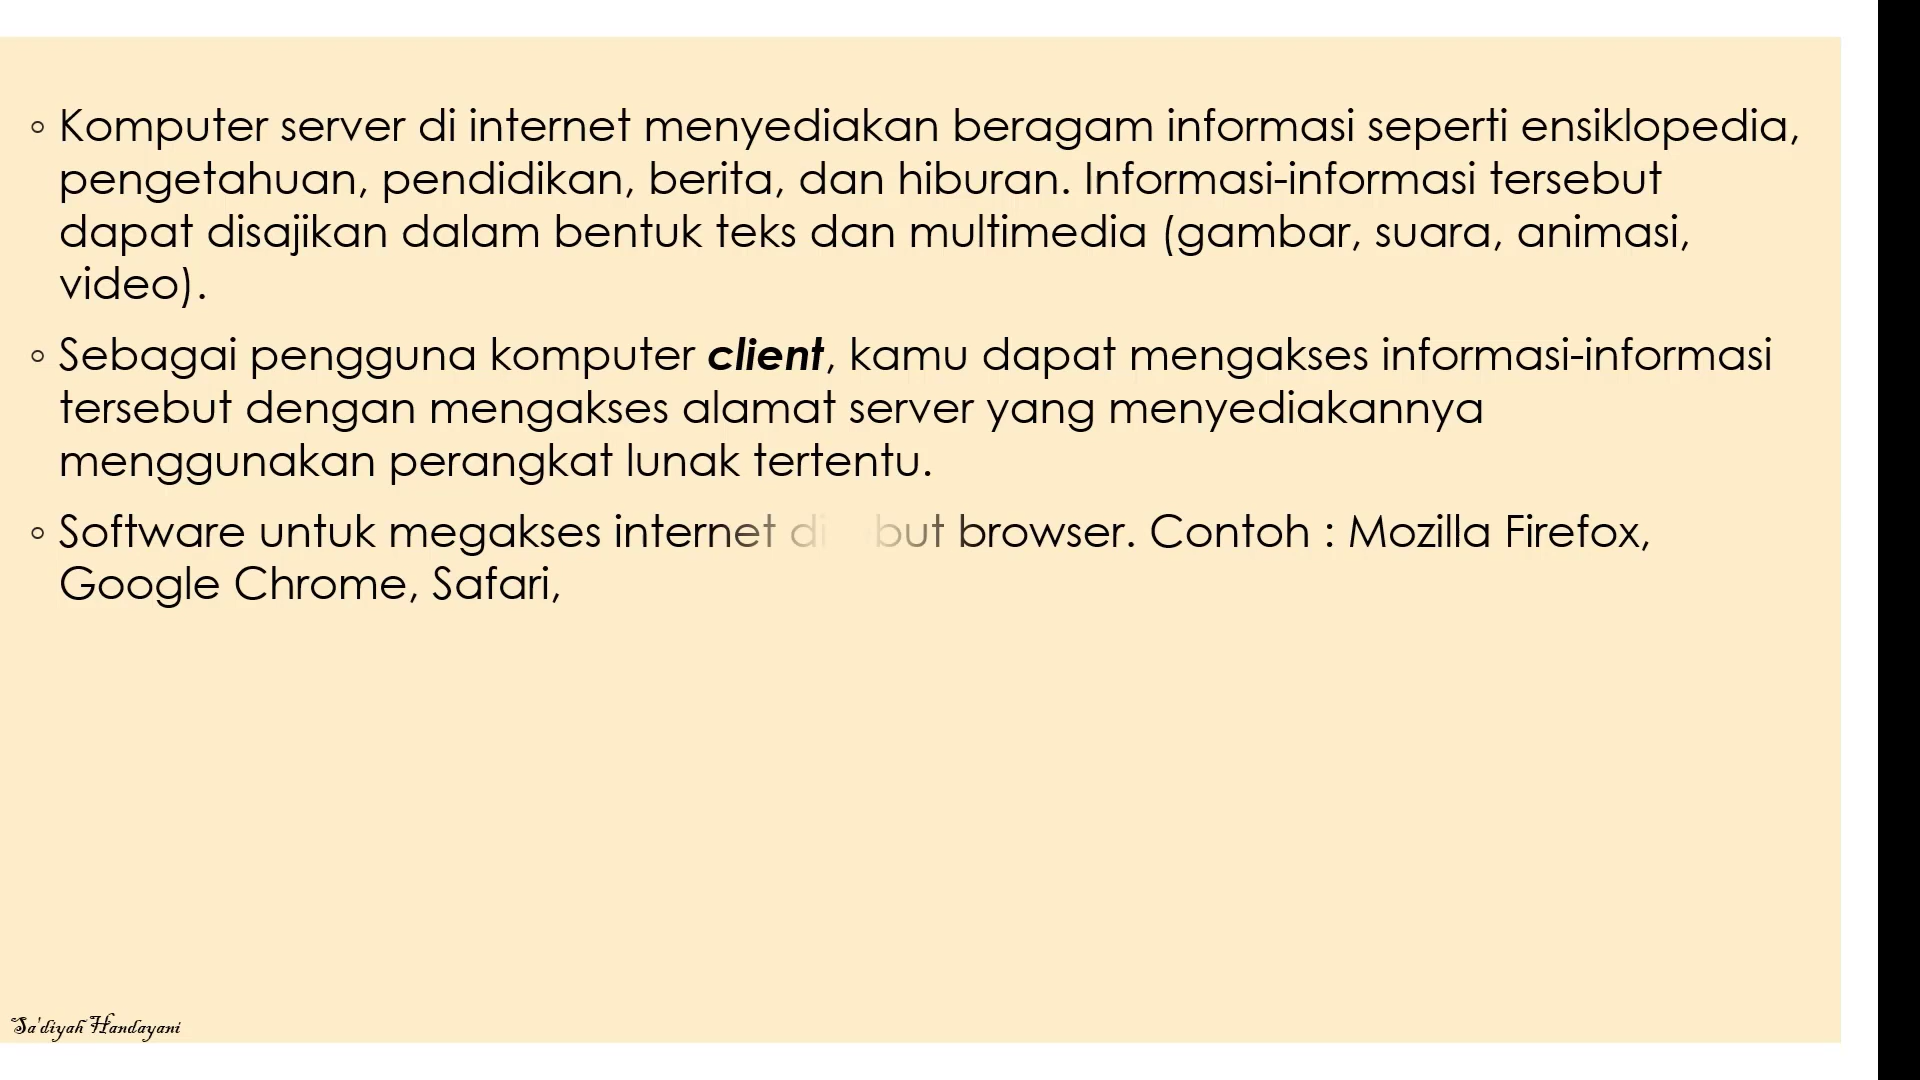 ◦ Komputer server di internet menyediakan beragam informasi seperti ensiklopedia,
pengetahuan, pendidikan, berita, dan hiburan. Informasi-informasi tersebut
dapat disajikan dalam bentuk teks dan multimedia (gambar, suara, animasi,
video).
◦ Sebagai pengguna komputer client, kamu dapat mengakses informasi-informasi
tersebut dengan mengakses alamat server yang menyediakannya
menggunakan perangkat lunak tertentu.
◦ Software untuk megakses internet browser. Contoh : Mozilla Firefox,
Google Chrome, Safari,
Sa'diyah Handayani